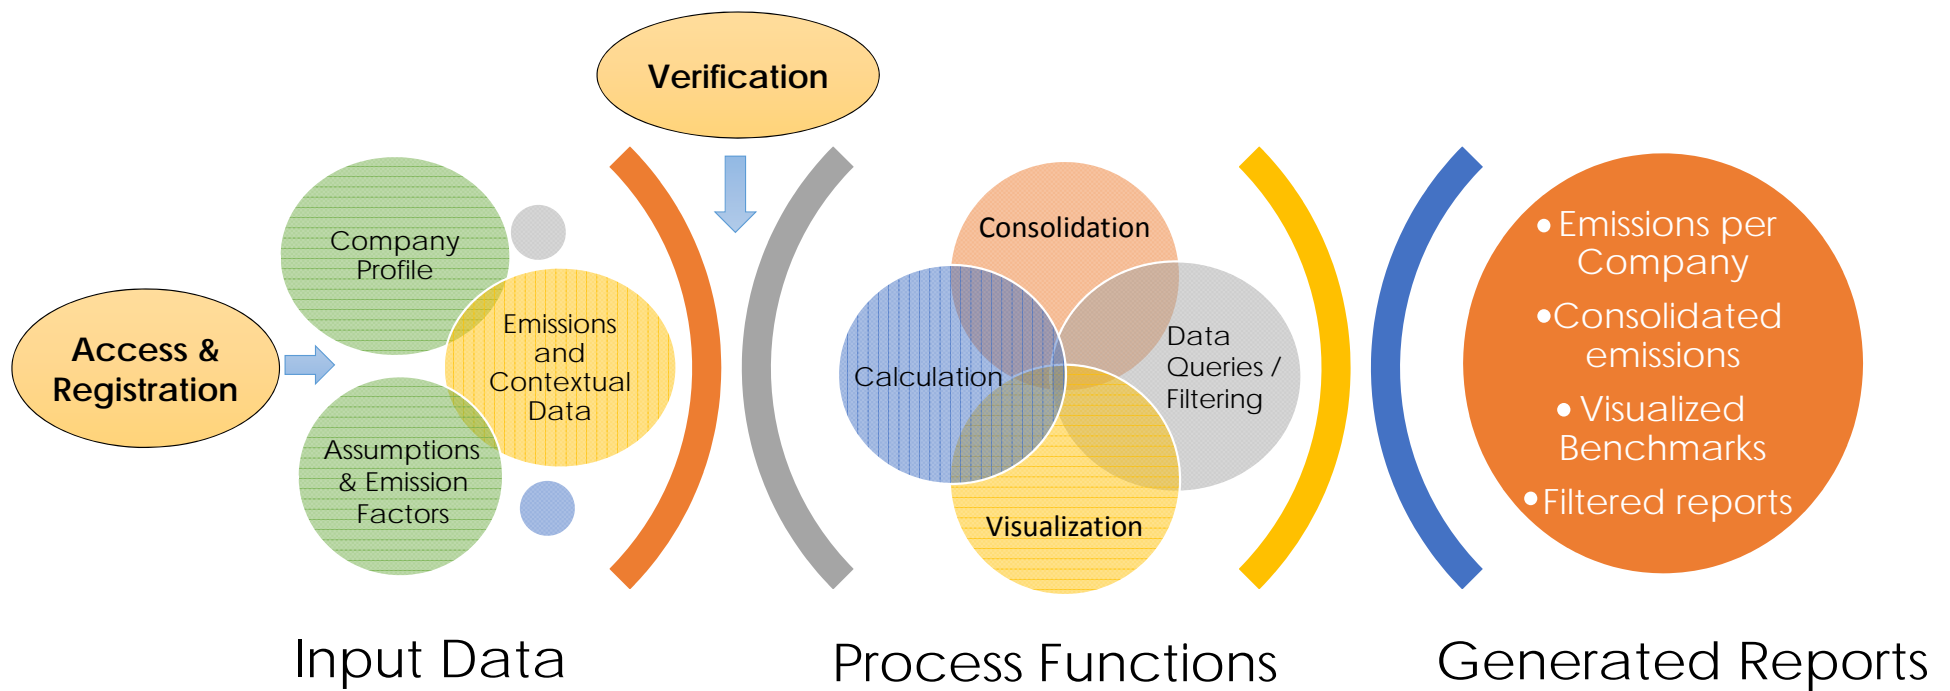 Verification
Access &
Registration
Company
Profile
Emissions
and
Contextual
Data
Assumptions
& Emission
Factors
Consolidation
Calculation
Data
Queries /
Filtering
Visualization
• Emissions per
Company
•Consolidated
emissions
• Visualized
Benchmarks
•Filtered reports
Input Data
Process Functions
Generated Reports